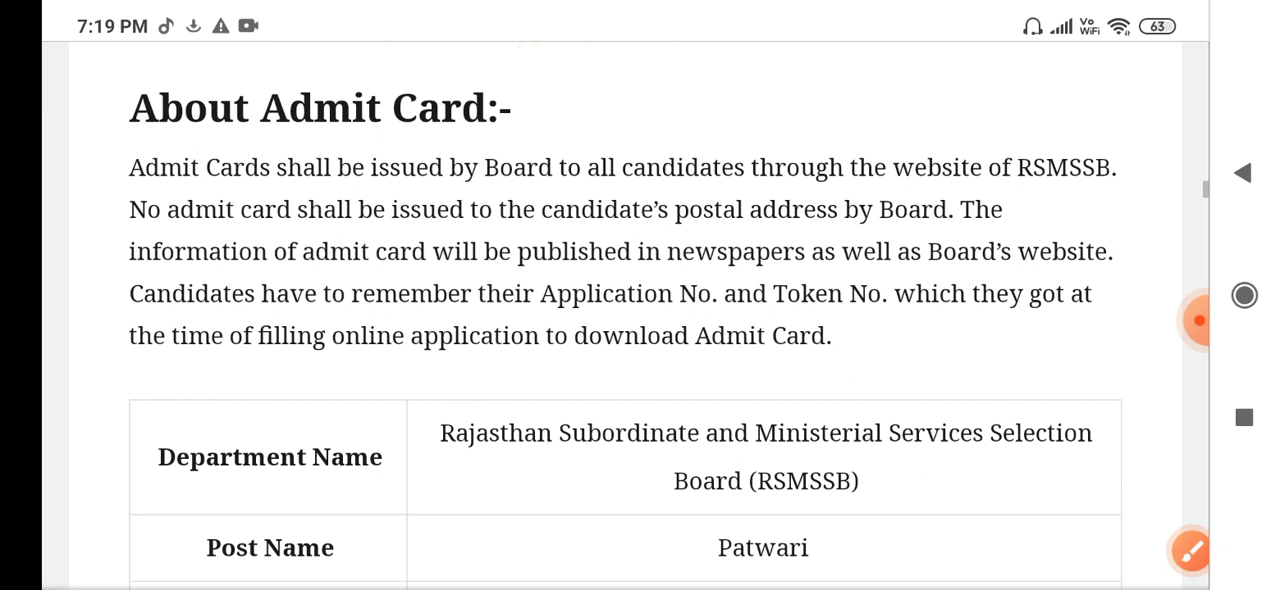 7:19 PM
Vo
WiFi
63
About Admit Card:-
Admit Cards shall be issued by Board to all candidates through the website of RSMSSB.
No admit card shall be issued to the candidate’s postal address by Board. The
information of admit card will be published in newspapers as well as Board’s website.
Candidates have to remember their Application No. and Token No. which they got at
the time of filling online application to download Admit Card.
Department Name
Rajasthan Subordinate and Ministerial Services Selection
Board (RSMSSB)
Post Name
Patwari